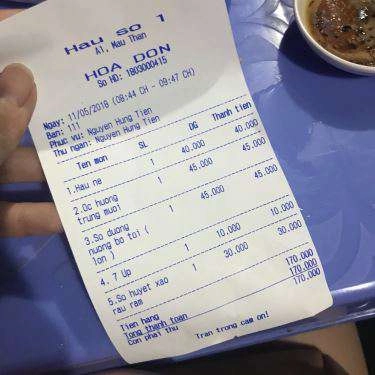 Hau so 1
A1, Mau Than
HOA DON
So HD: 1803000415
Ngay: 11/05/2018 (08:44 CH - 09:47 CH)
Ban: 111
Phuc vu: Nguyen Hung Tien
Thu ngan: Nguyen Hung Tien
Ten mon SL DG Thanh tien
1.Hau ne 1 40,000 40,000
2.Oc huong 1 45,000 45,000
trung muoi
3.So duong 1 45,000 45,000
nuong bo toi (
lon )
4. 7 Up 1 10,000 10,000
5.So huyet xao 1 30,000 30,000
rau ram
Tien hang 170,000
Tong thanh toan 170,000
Con phai thu 170,000
Tran trong cam on!